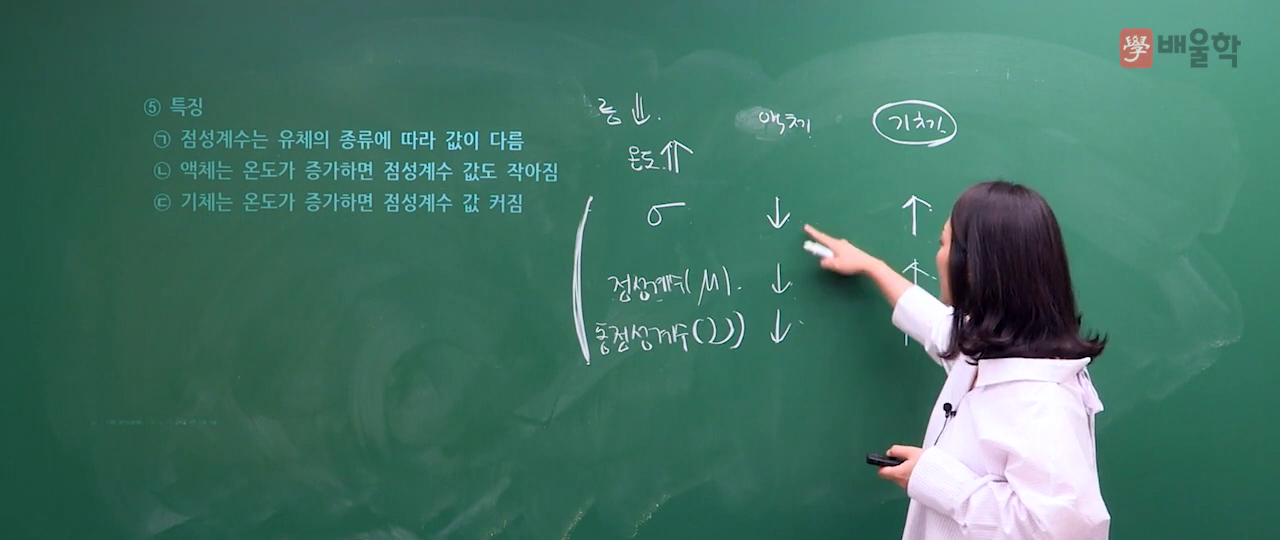 學 배울학
⑤ 특징
㉠ 점성계수는 유체의 종류에 따라 값이 다름
㉡ 액체는 온도가 증가하면 점성계수 값도 작아짐
㉢ 기체는 온도가 증가하면 점성계수 값 커짐
↓. 액체 기체
온도 ↑↑
σ ↓ ↑
점성계수(μ). ↓ ↑
동점성계수(ν) ↓